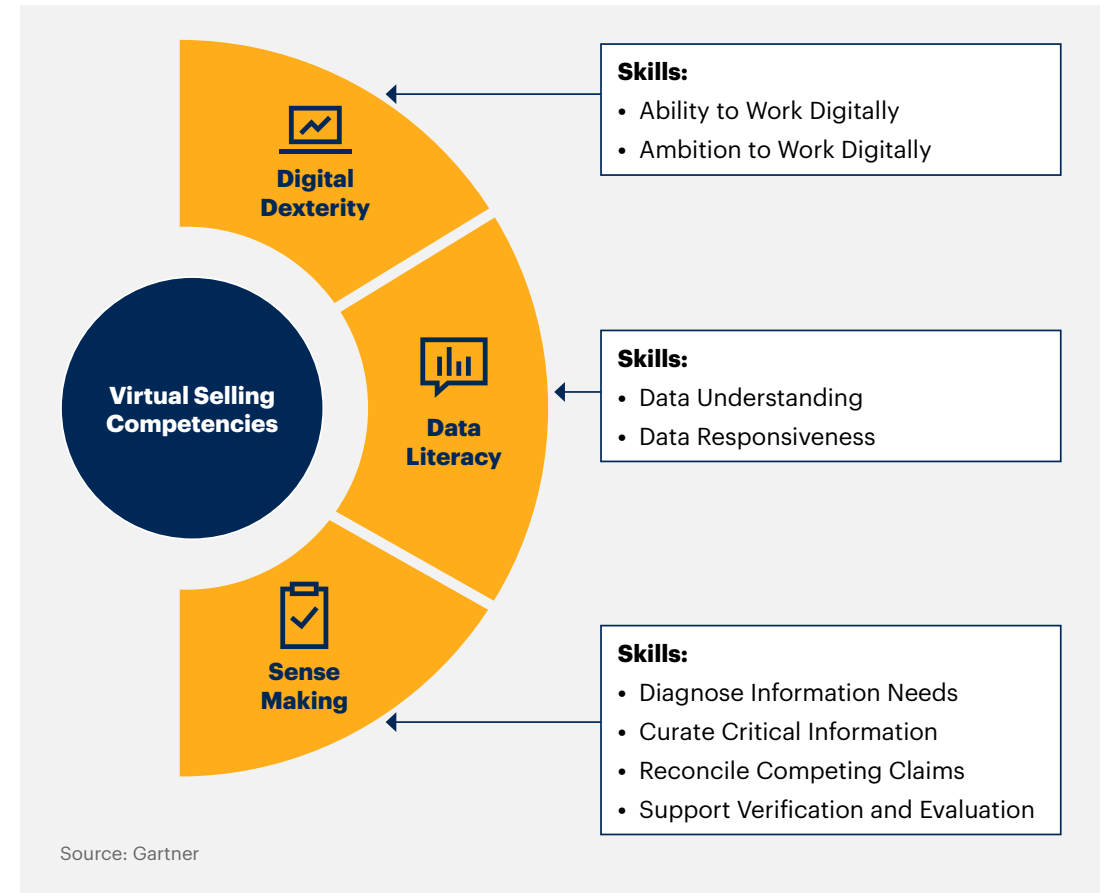 Skills:
• Ability to Work Digitally
• Ambition to Work Digitally
Digital
Dexterity
Virtual Selling
Competencies
Skills:
• Data Understanding
• Data Responsiveness
Data
Literacy
Skills:
• Diagnose Information Needs
• Curate Critical Information
• Reconcile Competing Claims
• Support Verification and Evaluation
Sense
Making
Source: Gartner